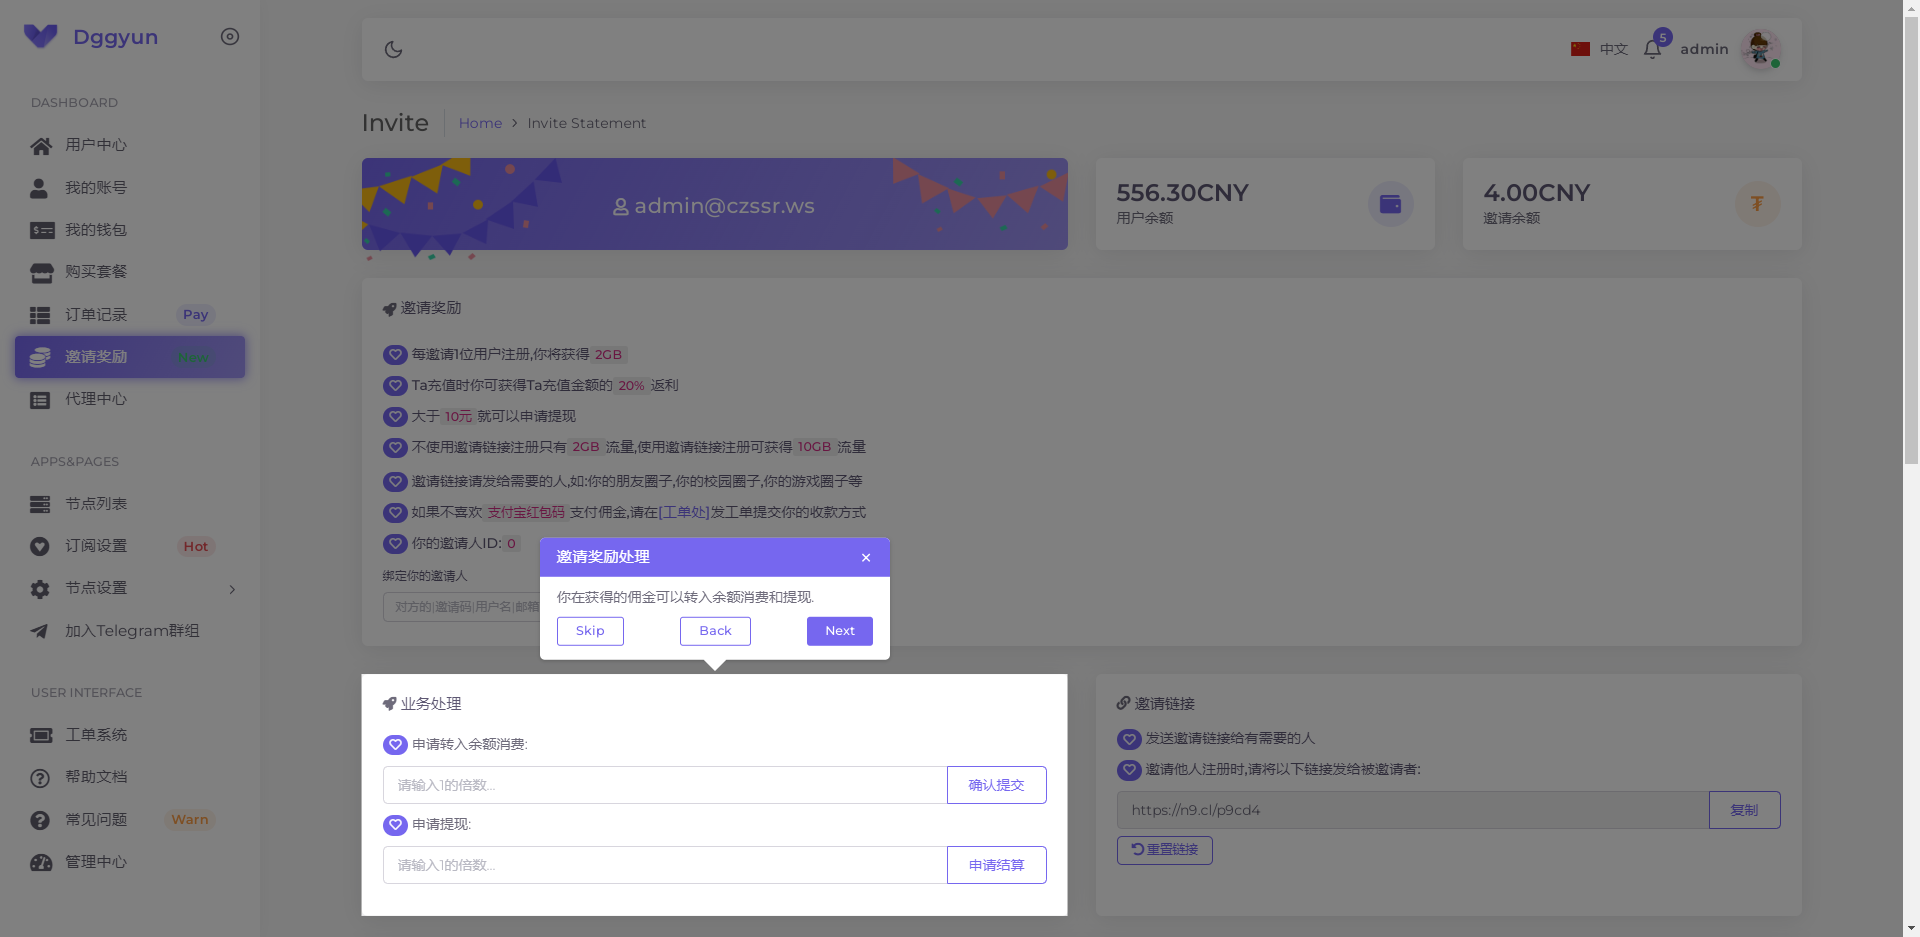 Dggyun
DASHBOARD
用户中心
我的账号
我的钱包
购买套餐
订单记录 Pay
邀请奖励 New
代理中心
APPS&PAGES
节点列表
订阅设置 Hot
节点设置
加入Telegram群组
USER INTERFACE
工单系统
帮助文档
常见问题 Warn
管理中心
中文 5 admin
Invite Home > Invite Statement
admin@czssr.ws
556.30CNY
用户余额
4.00CNY
邀请余额
邀请奖励
每邀请1位用户注册,你将获得 2GB
Ta充值时你可获得Ta充值金额的 20% 返利
大于 10元 就可以申请提现
不使用邀请链接注册只有 2GB 流量,使用邀请链接注册可获得 10GB 流量
邀请链接请发给需要的人,如:你的朋友圈子,你的校园圈子,你的游戏圈子等
如果不喜欢 支付宝红包码 支付佣金,请在[工单处]发工单提交你的收款方式
你的邀请人ID: 0
绑定你的邀请人
对方的|邀请码|用户名|邮箱
邀请奖励处理 ×
你在获得的佣金可以转入余额消费和提现.
Skip Back Next
业务处理
申请转入余额消费:
请输入1的倍数...
确认提交
申请提现:
请输入1的倍数...
申请结算
邀请链接
发送邀请链接给有需要的人
邀请他人注册时,请将以下链接发给被邀请者:
https://n9.cl/p9cd4
复制
重置链接